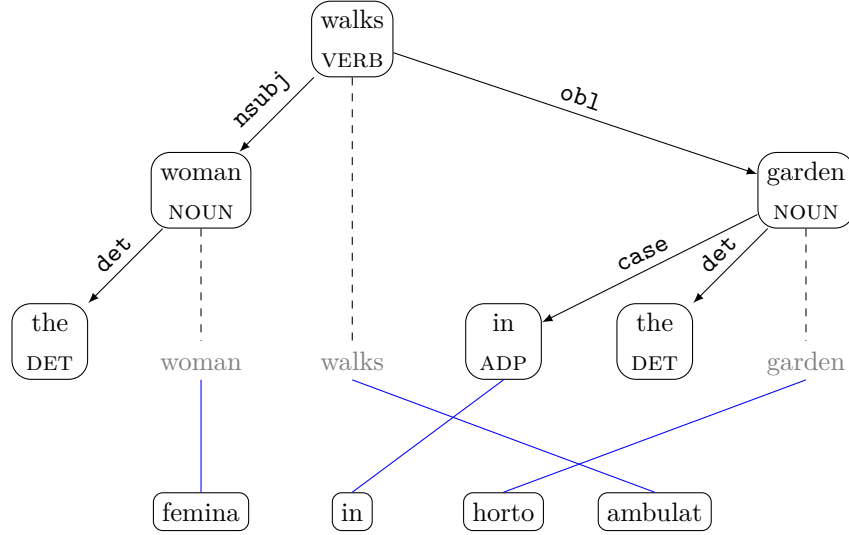 walks
VERB
nsubj
obl
woman
NOUN
garden
NOUN
det
case
det
the
DET
in
ADP
the
DET
woman
walks
garden
femina
in
horto
ambulat